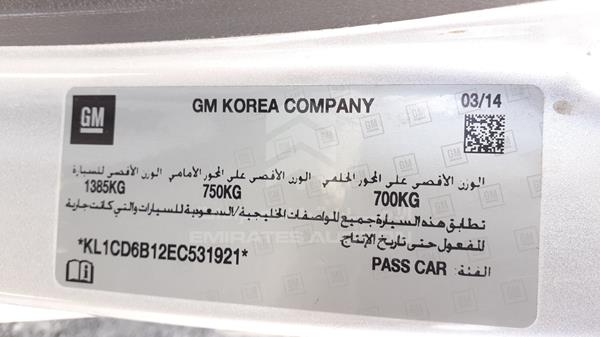 GM
GM KOREA COMPANY
03/14
الوزن الأقصى على المحور الخلفي الوزن الأقصى على المحور الأمامي الوزن الأقصى للسيارة
1385KG 750KG 700KG
تطابق هذه السيارة جميع المواصفات الخليجية/السعودية للسيارات والتي كانت جارية
المفعول حتى تاريخ الإنتاج
*KL1CD6B12EC531921*
الفئة: PASS CAR